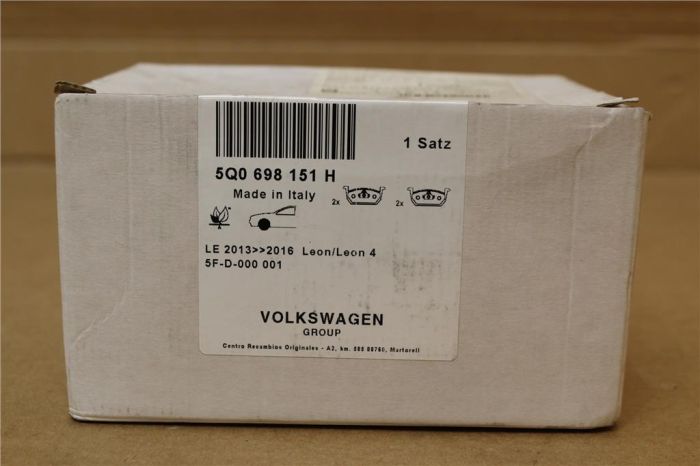 1 Satz
5Q0 698 151 H
Made in Italy
2x 2x
LE 2013>>2016 Leon/Leon 4
5F-D-000 001
VOLKSWAGEN
GROUP
Centro Recambios Originales - A2, km. 585 08760, Martorell